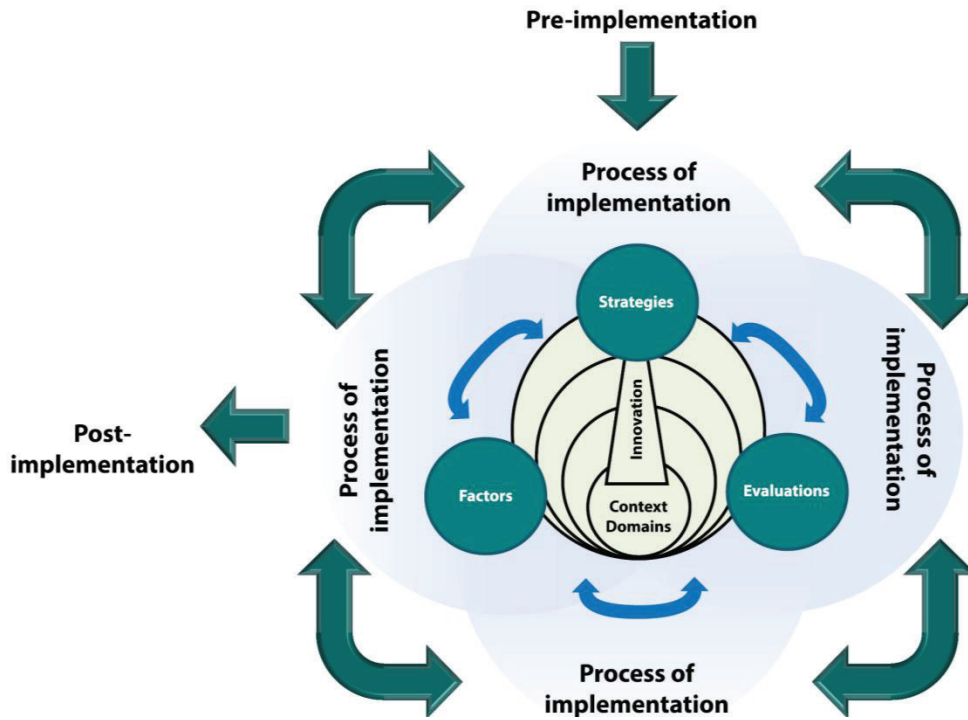 Pre-implementation
Process of
implementation
Strategies
Process of
implementation
Innovation
Process of
implementation
Post-
implementation
Factors
Evaluations
Context
Domains
Process of
implementation